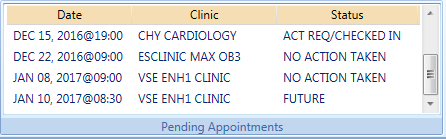 Date Clinic Status
DEC 15, 2016@19:00 CHY CARDIOLOGY ACT REQ/CHECKED IN
DEC 22, 2016@09:00 ESCLINIC MAX OB3 NO ACTION TAKEN
JAN 08, 2017@09:00 VSE ENH1 CLINIC NO ACTION TAKEN
JAN 10, 2017@08:30 VSE ENH1 CLINIC FUTURE
Pending Appointments